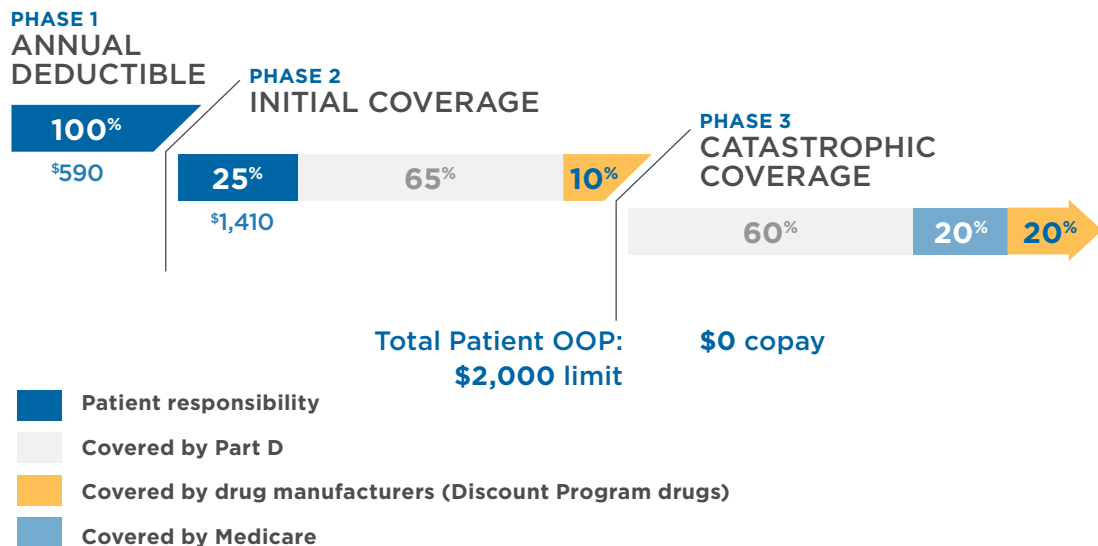 PHASE 1
ANNUAL
DEDUCTIBLE
100%
$590
PHASE 2
INITIAL COVERAGE
25%
65%
10%
$1,410
PHASE 3
CATASTROPHIC
COVERAGE
60%
20%
20%
Total Patient OOP:
$2,000 limit
$0 copay
Patient responsibility
Covered by Part D
Covered by drug manufacturers (Discount Program drugs)
Covered by Medicare